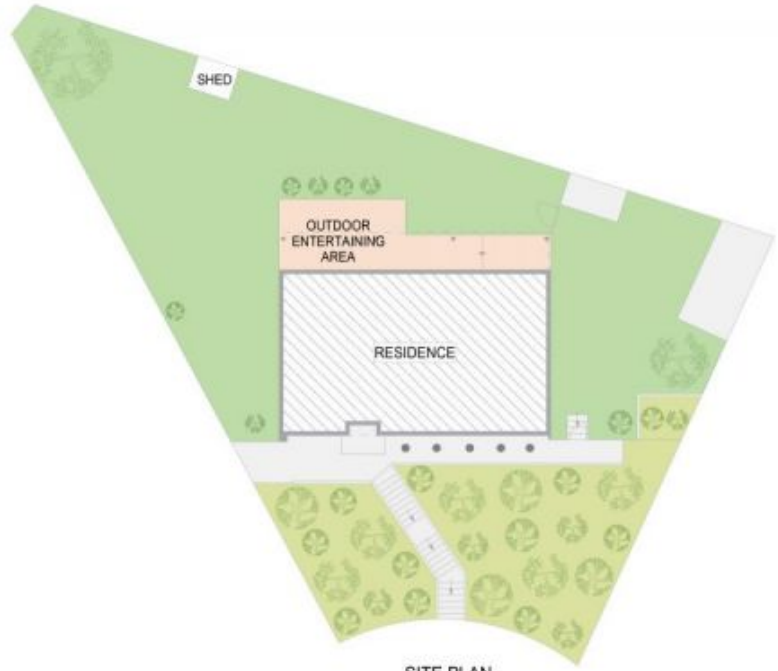 SHED
OUTDOOR
ENTERTAINING
AREA
RESIDENCE
SITE PLAN